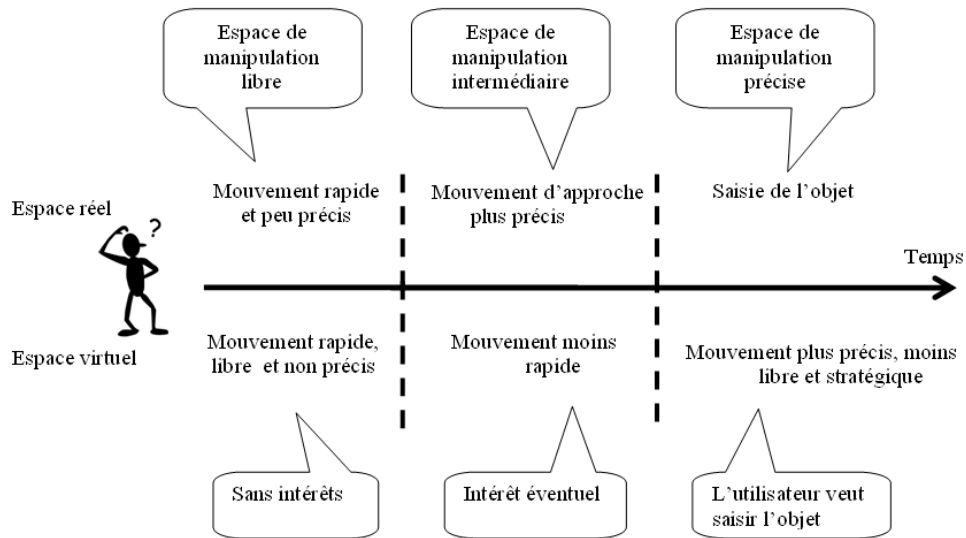 Espace de
manipulation
libre
Espace de
manipulation
intermédiaire
Espace de
manipulation
précise
Espace réel
Mouvement rapide
et peu précis
Mouvement d'approche
plus précis
Saisie de l'objet
?
Temps
Espace virtuel
Mouvement rapide,
libre et non précis
Mouvement moins
rapide
Mouvement plus précis, moins
libre et stratégique
Sans intérêts
Intérêt éventuel
L'utilisateur veut
saisir l'objet